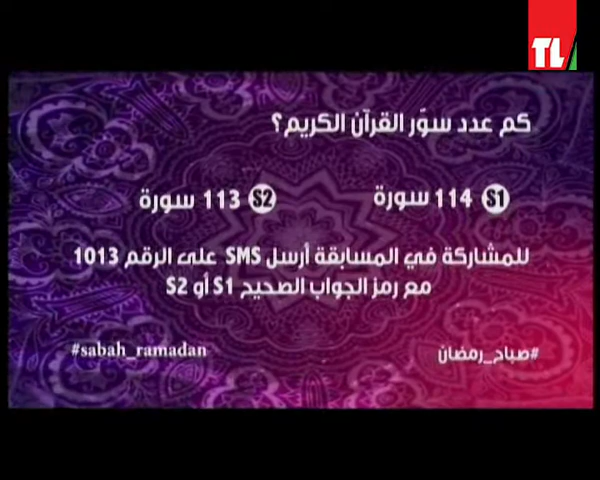 TL
كم عدد سوَر القرآن الكريم؟
S1 114 سورة
S2 113 سورة
للمشاركة في المسابقة أرسل SMS على الرقم 1013
مع رمز الجواب الصحيح S1 أو S2
#صباح_رمضان
#sabah_ramadan